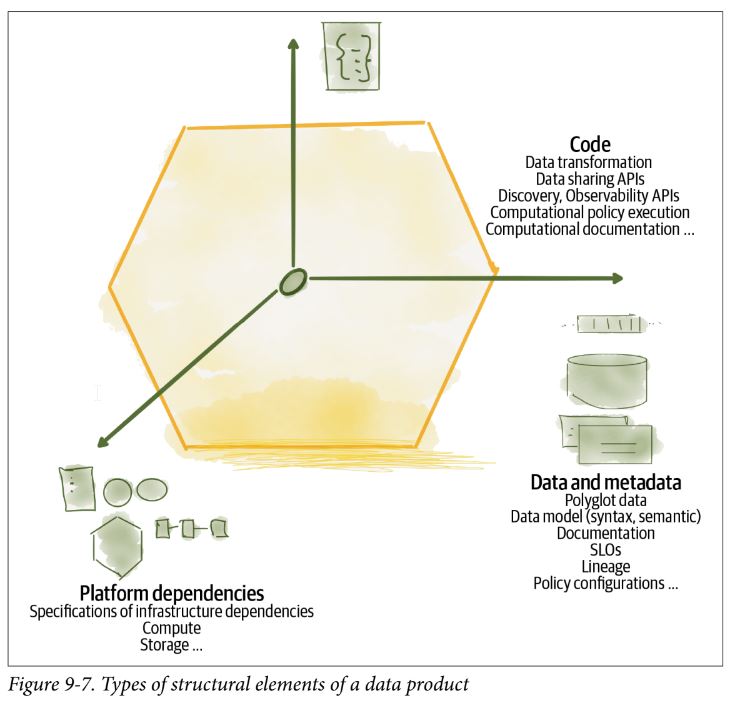 Code
Data transformation
Data sharing APIs
Discovery, Observability APIs
Computational policy execution
Computational documentation ...
Data and metadata
Polyglot data
Data model (syntax, semantic)
Documentation
SLOs
Lineage
Policy configurations ...
Platform dependencies
Specifications of infrastructure dependencies
Compute
Storage ...
Figure 9-7. Types of structural elements of a data product